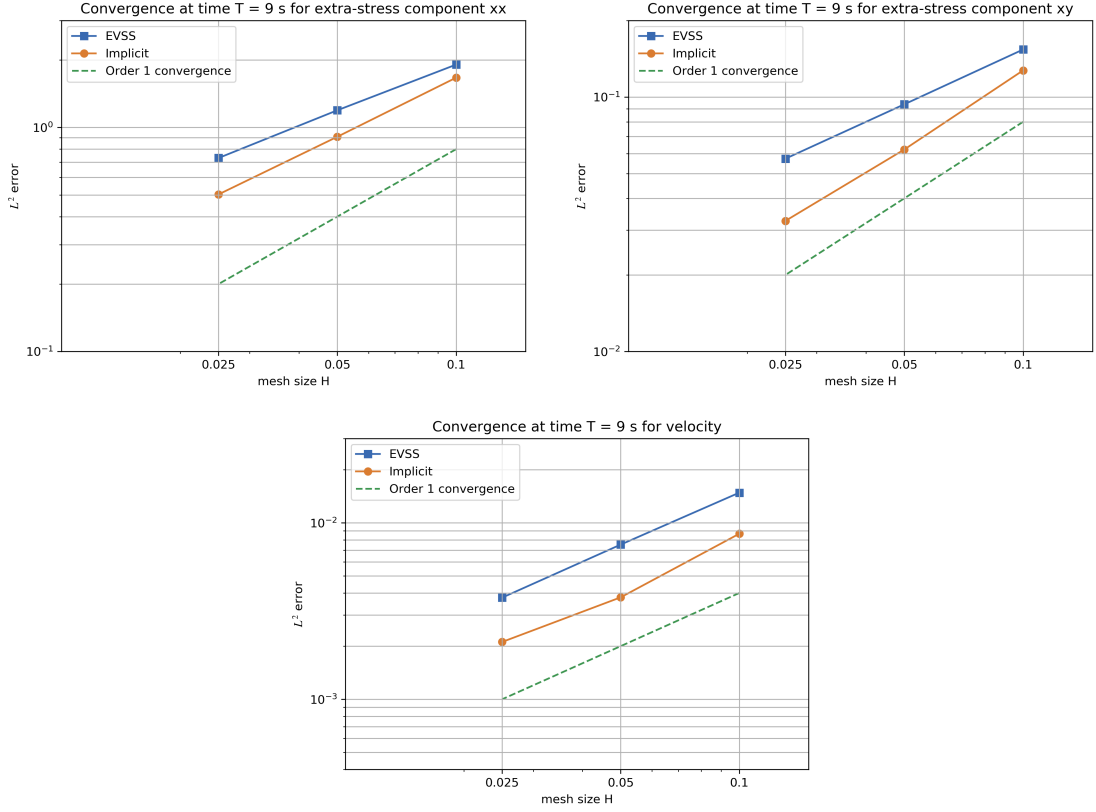 Convergence at time T = 9 s for extra-stress component xx
EVSS
Implicit
Order 1 convergence
10⁰
10⁻¹
L² error
0.025
0.05
0.1
mesh size H
Convergence at time T = 9 s for extra-stress component xy
EVSS
Implicit
Order 1 convergence
10⁻¹
10⁻²
L² error
0.025
0.05
0.1
mesh size H
Convergence at time T = 9 s for velocity
EVSS
Implicit
Order 1 convergence
10⁻²
10⁻³
L² error
0.025
0.05
0.1
mesh size H